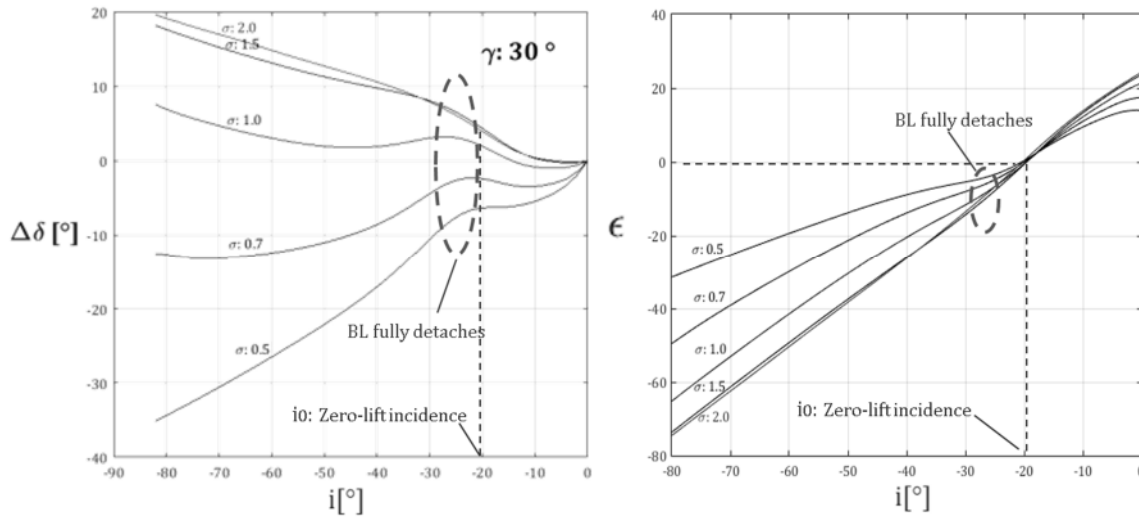 20
σ: 2.0
σ: 1.5
γ: 30 °
10
σ: 1.0
0
Δδ [°]
-10
σ: 0.7
-20
BL fully detaches
σ: 0.5
-30
i0: Zero-lift incidence
-40
-90 -80 -70 -60 -50 -40 -30 -20 -10 0
i[°]
40
20
BL fully detaches
0
ϵ
σ: 0.5
-20
σ: 0.7
-40
σ: 1.0
-60
σ: 1.5
i0: Zero-lift incidence
σ: 2.0
-80
-80 -70 -60 -50 -40 -30 -20 -10 0
i[°]